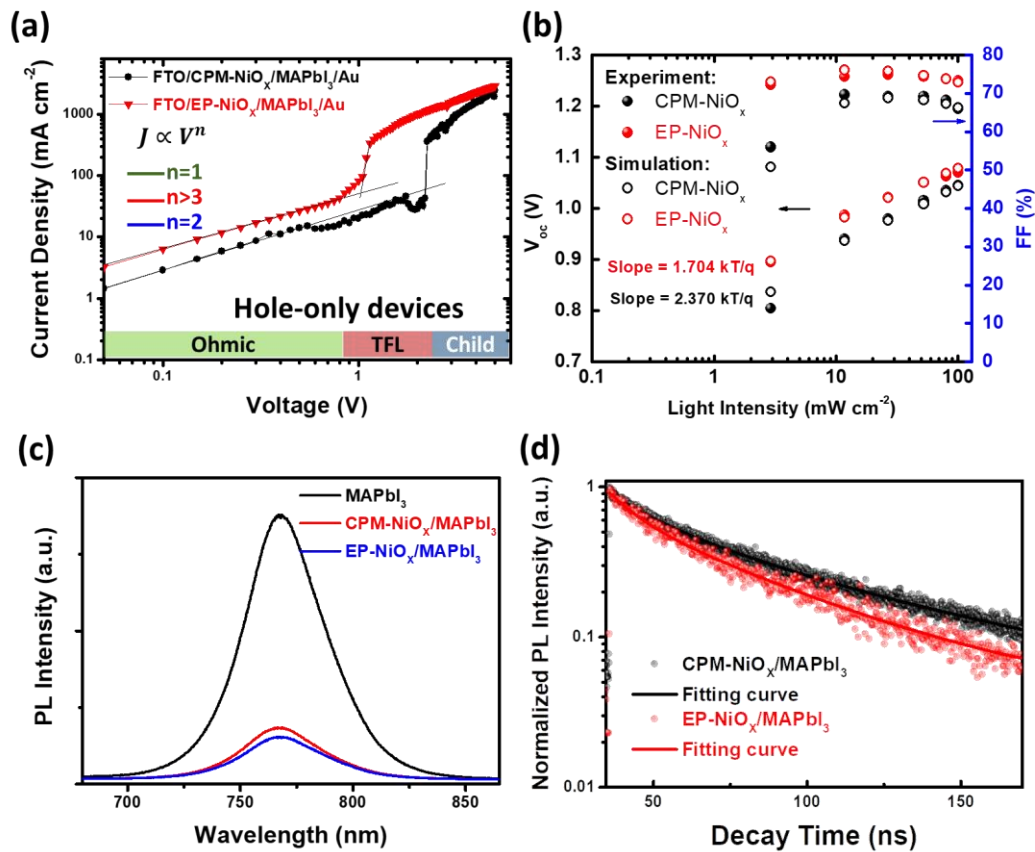 (a)
FTO/CPM-NiOX/MAPbI3/Au
FTO/EP-NiOX/MAPbI3/Au
J ∝ V^n
n=1
n>3
n=2
Hole-only devices
Ohmic
TFL
Child
1000
100
10
1
0.1
0.1
1
Current Density (mA cm-2)
Voltage (V)
(b)
Experiment:
CPM-NiOx
EP-NiOx
Simulation:
CPM-NiOx
EP-NiOx
Slope = 1.704 kT/q
Slope = 2.370 kT/q
1.3
1.2
1.1
1.0
0.9
0.8
0.7
80
70
60
50
40
30
20
10
0
0.1
1
10
100
Voc (V)
FF (%)
Light Intensity (mW cm-2)
(c)
MAPbI3
CPM-NiOX/MAPbI3
EP-NiOX/MAPbI3
PL Intensity (a.u.)
700
750
800
850
Wavelength (nm)
(d)
1
0.1
0.01
CPM-NiOX/MAPbI3
Fitting curve
EP-NiOX/MAPbI3
Fitting curve
Normalized PL Intensity (a.u.)
50
100
150
Decay Time (ns)